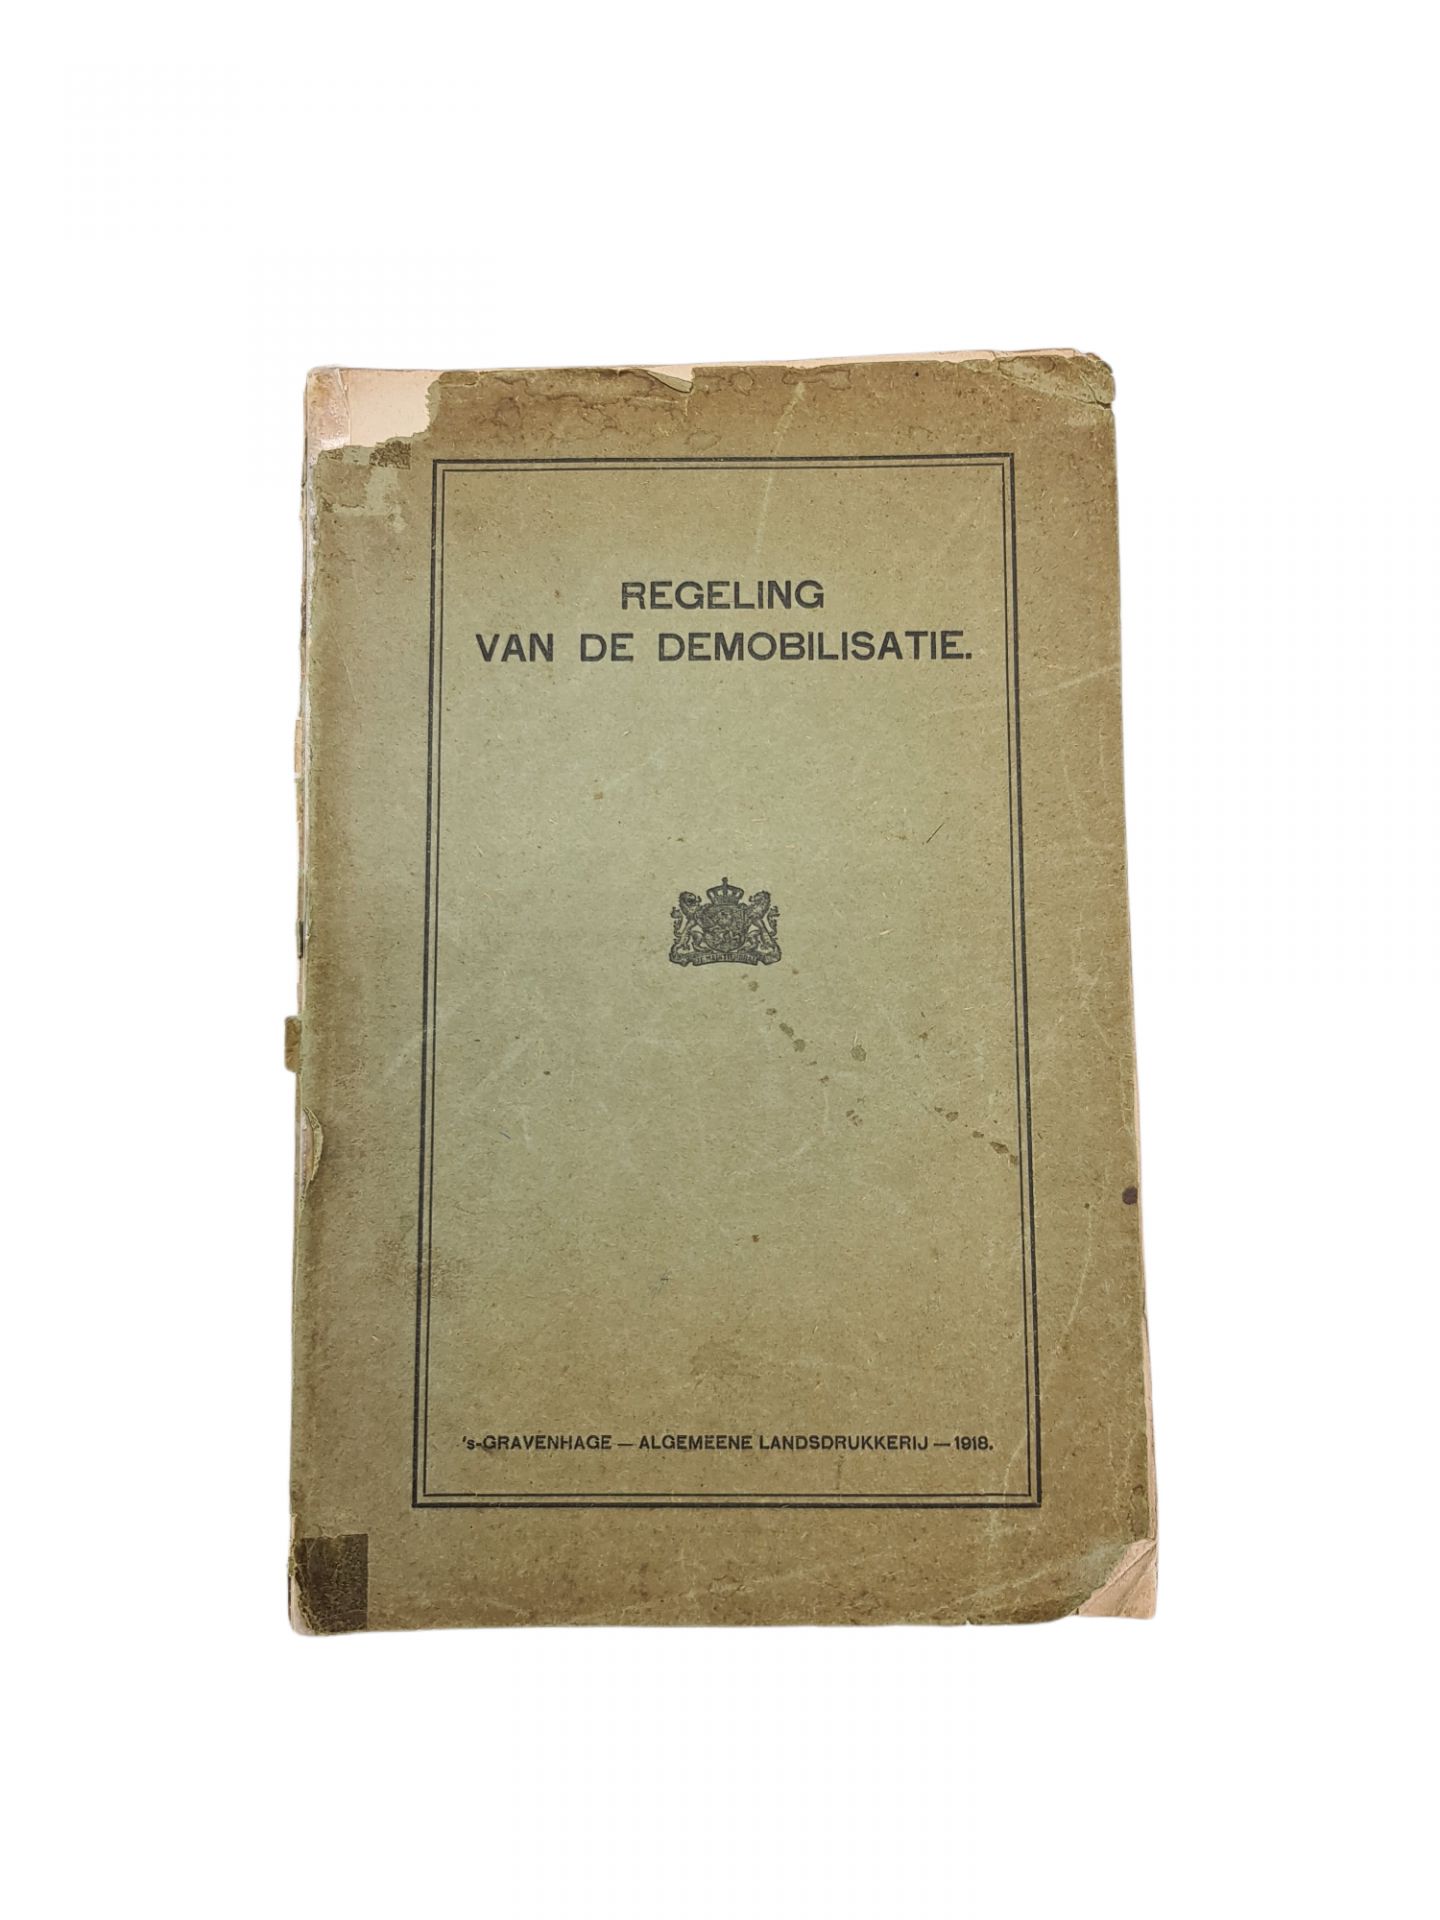 REGELING
VAN DE DEMOBILISATIE.
's-GRAVENHAGE — ALGEMEENE LANDSDRUKKERIJ — 1918.